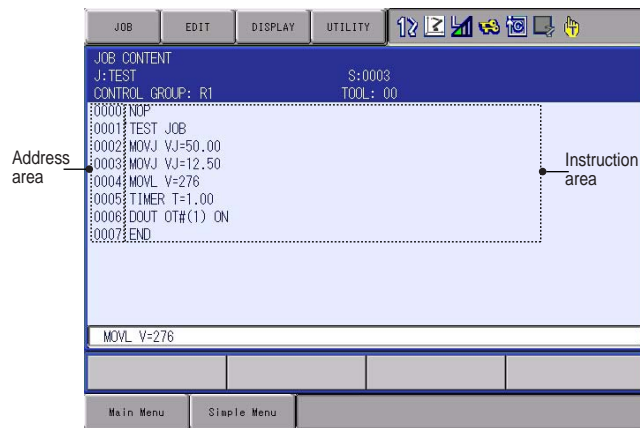 JOB EDIT DISPLAY UTILITY
JOB CONTENT
J:TEST S:0003
CONTROL GROUP: R1 TOOL: 00
0000 NOP
0001 TEST JOB
0002 MOVJ VJ=50.00
0003 MOVJ VJ=12.50
0004 MOVL V=276
0005 TIMER T=1.00
0006 DOUT OT#(1) ON
0007 END
Address
area
Instruction
area
MOVL V=276
Main Menu Simple Menu